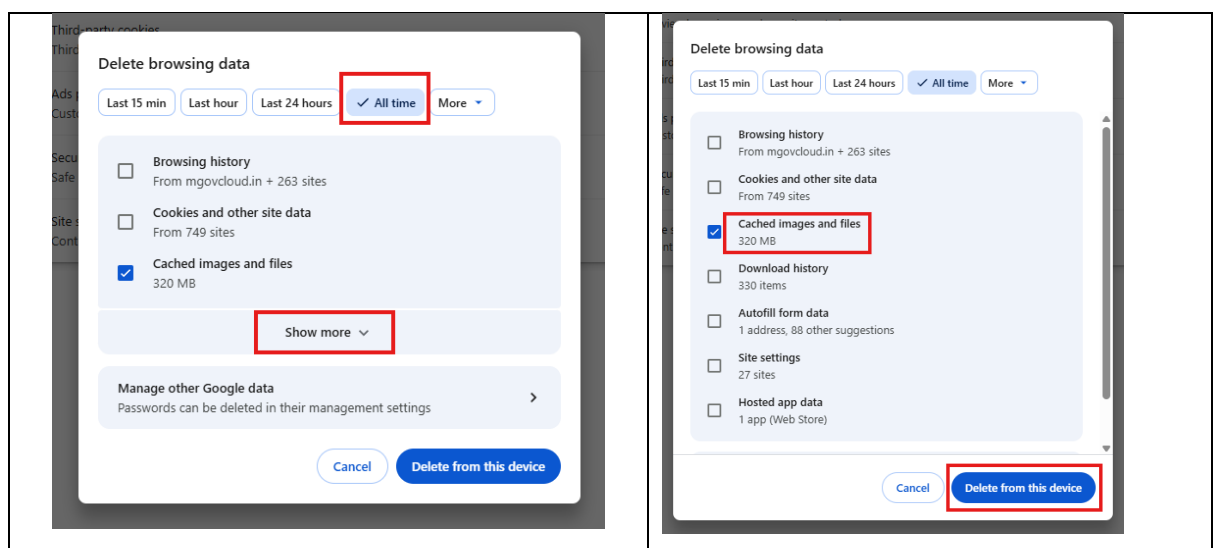 Third-party cookies
Third
Delete browsing data
Ads
Last 15 min Last hour Last 24 hours All time More
Secu
Browsing history
Safe
From mgovcloud.in + 263 sites
Cookies and other site data
Site s
From 749 sites
Cont
Cached images and files
320 MB
Show more
Manage other Google data
Passwords can be deleted in their management settings
Cancel Delete from this device
Delete browsing data
Last 15 min Last hour Last 24 hours All time More
Browsing history
From mgovcloud.in + 263 sites
Cookies and other site data
From 749 sites
Cached images and files
320 MB
Download history
330 items
Autofill form data
1 address, 88 other suggestions
Site settings
27 sites
Hosted app data
1 app (Web Store)
Cancel Delete from this device